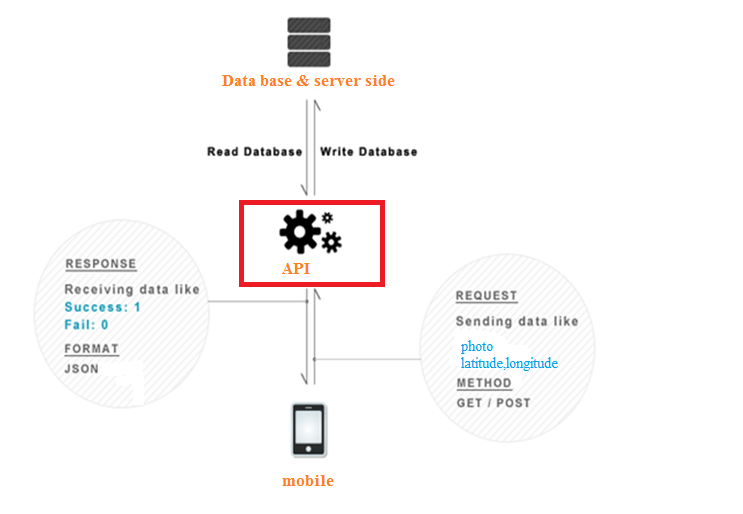 Data base & server side
Read Database
Write Database
API
RESPONSE
Receiving data like
Success: 1
Fail: 0
FORMAT
JSON
REQUEST
Sending data like
photo
latitude,longitude
METHOD
GET / POST
mobile